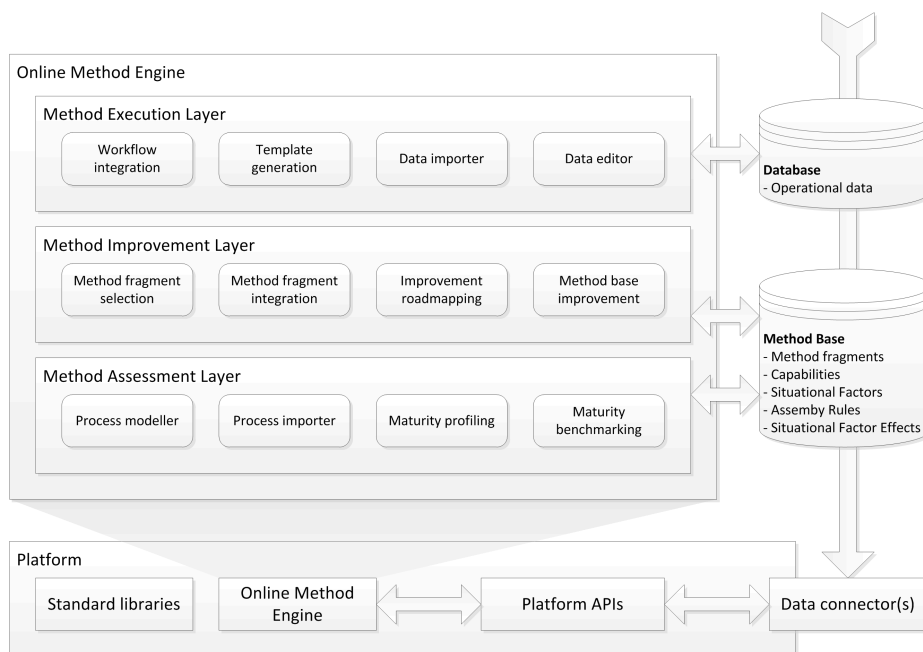 Online Method Engine
Method Execution Layer
Workflow
integration
Template
generation
Data importer
Data editor
Database
- Operational data
Method Improvement Layer
Method fragment
selection
Method fragment
integration
Improvement
roadmapping
Method base
improvement
Method Base
- Method fragments
- Capabilities
- Situational Factors
- Assemby Rules
- Situational Factor Effects
Method Assessment Layer
Process modeller
Process importer
Maturity profiling
Maturity
benchmarking
Platform
Standard libraries
Online Method
Engine
Platform APIs
Data connector(s)